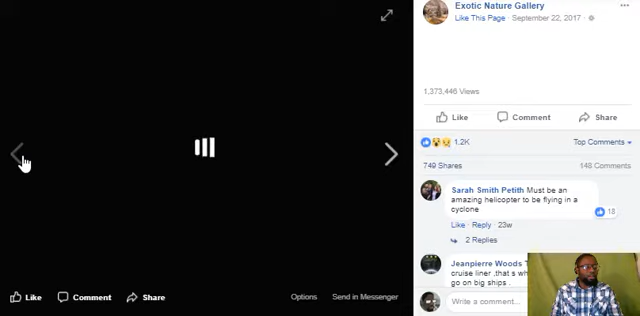 Exotic Nature Gallery
Like This Page · September 22, 2017 ·
1,373,446 Views
Like Comment Share
1.2K Top Comments
749 Shares 148 Comments
Sarah Smith Petith Must be an
amazing helicopter to be flying in a
cyclone
18
Like · Reply · 23w
2 Replies
Jeanpierre Woods
cruise liner ,that s
go on big ships .
Write a comment...
Like Comment Share Options Send in Messenger